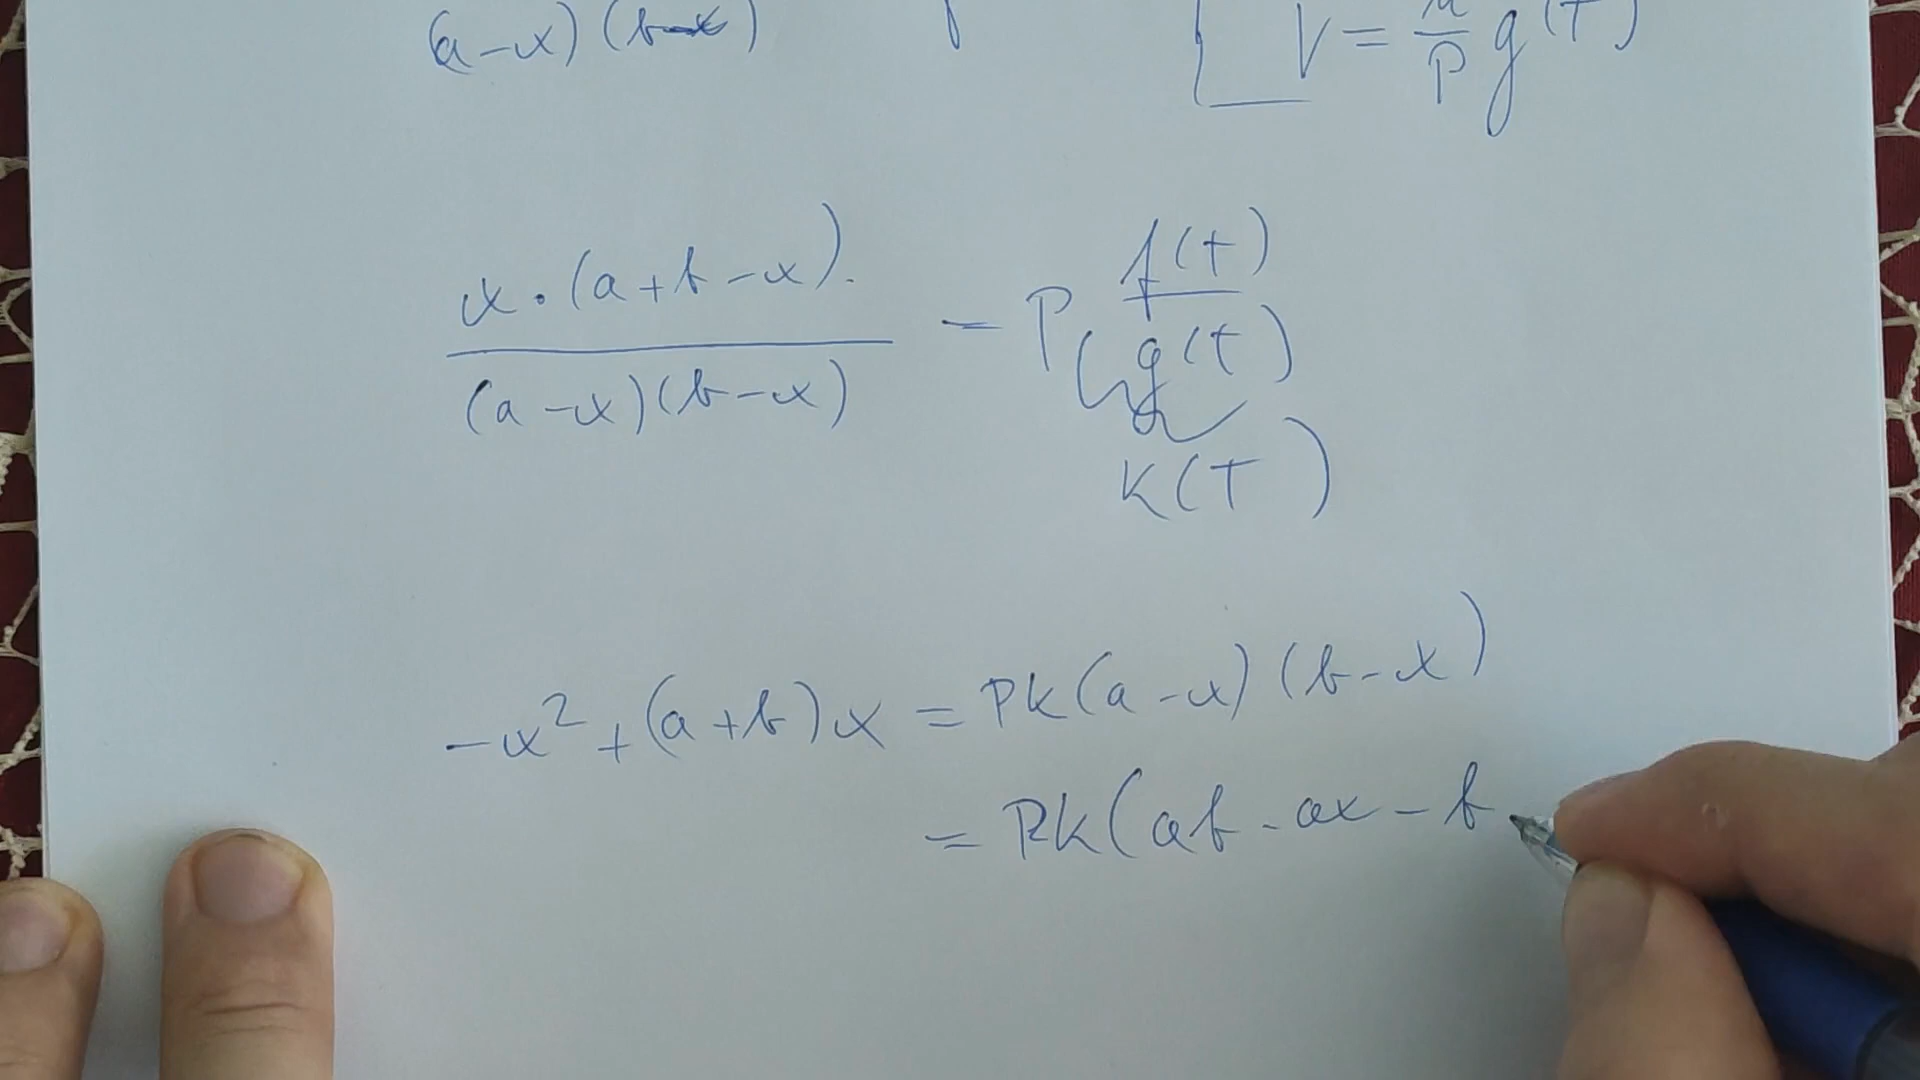 (a-x)(b-x)
V = n/P g(T)
x·(a+b-x).
(a-x)(b-x)
= P f(T)
g(T)
K(T)
-x² + (a+b)x = PK(a-x)(b-x)
= PK(ab - ax - b